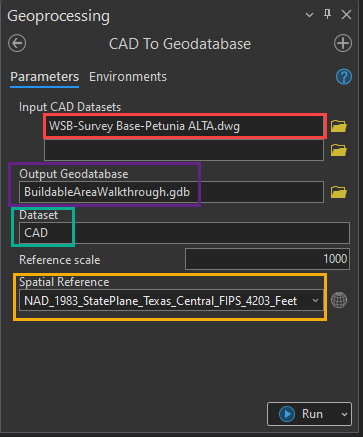 Geoprocessing
CAD To Geodatabase
Parameters Environments
Input CAD Datasets
WSB-Survey Base-Petunia ALTA.dwg
Output Geodatabase
BuildableAreaWalkthrough.gdb
Dataset
CAD
Reference scale 1000
Spatial Reference
NAD_1983_StatePlane_Texas_Central_FIPS_4203_Feet
Run